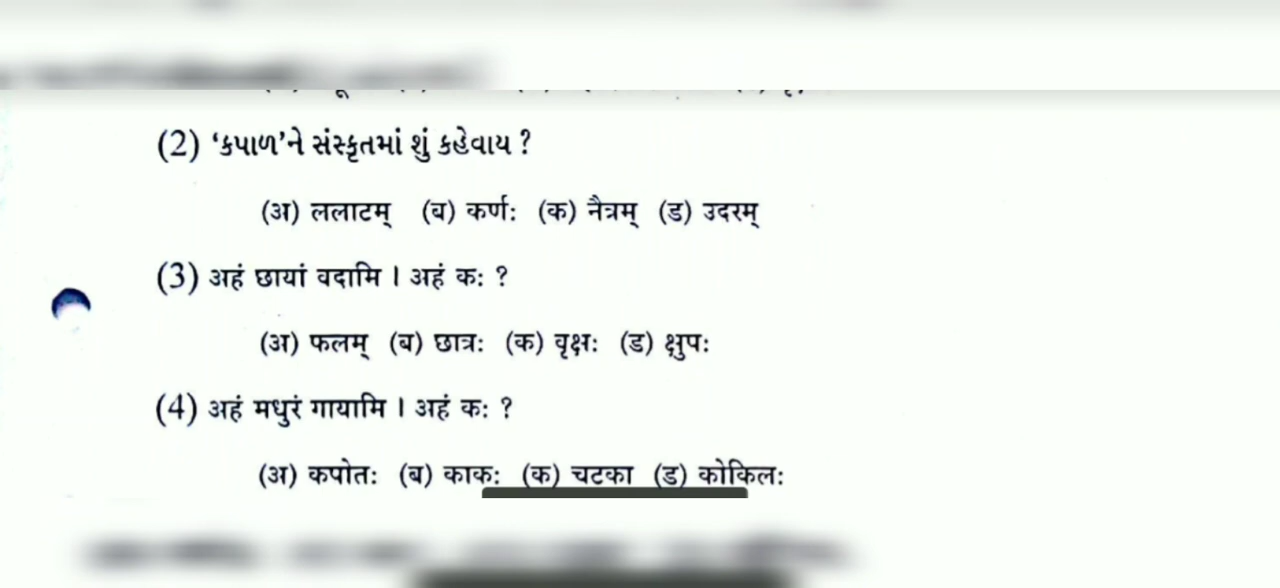 (2) ‘કપાળ’ને સંસ્કૃતમાં શું કહેવાય ?
(अ) ललाटम् (ब) कर्णः (क) नैत्रम् (ड) उदरम्
(3) अहं छायां वदामि । अहं कः ?
(अ) फलम् (ब) छात्रः (क) वृक्षः (ड) क्षुपः
(4) अहं मधुरं गायामि । अहं कः ?
(अ) कपोतः (ब) काकः (क) चटका (ड) कोकिलः